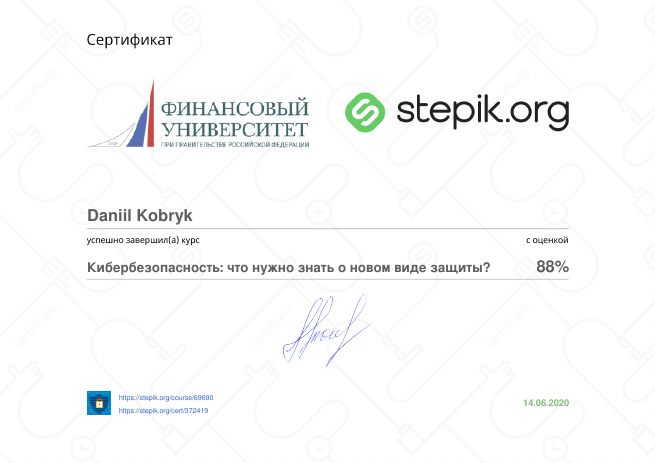 Сертификат
ФИНАНСОВЫЙ
УНИВЕРСИТЕТ
ПРИ ПРАВИТЕЛЬСТВЕ РОССИЙСКОЙ ФЕДЕРАЦИИ
stepik.org
Daniil Kobryk
успешно завершил(а) курс
с оценкой
Кибербезопасность: что нужно знать о новом виде защиты?
88%
https://stepik.org/course/69690
https://stepik.org/cert/372419
14.06.2020